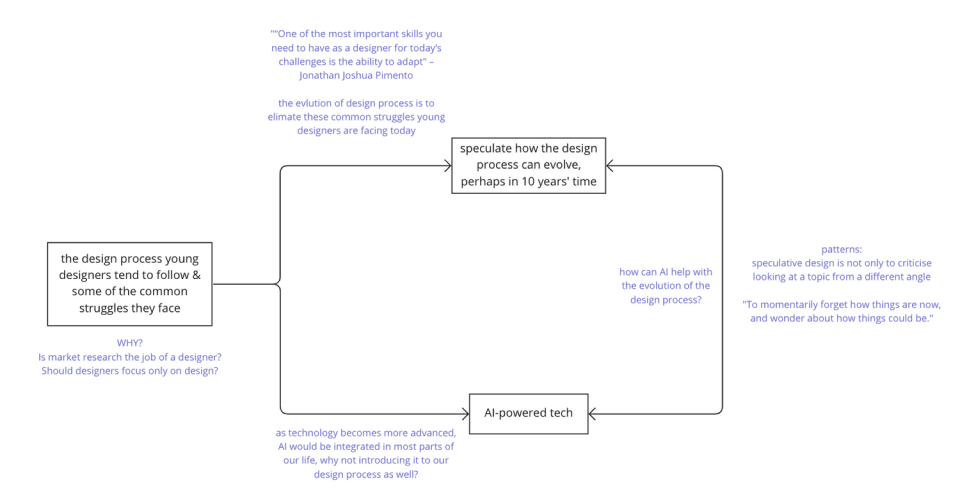 ""One of the most important skills you
need to have as a designer for today's
challenges is the ability to adapt" –
Jonathan Joshua Pimento
the evlution of design process is to
elimate these common struggles young
designers are facing today
speculate how the design
process can evolve,
perhaps in 10 years' time
the design process young
designers tend to follow &
some of the common
struggles they face
WHY?
Is market research the job of a designer?
Should designers focus only on design?
how can AI help with
the evolution of the
design process?
patterns:
speculative design is not only to criticise
looking at a topic from a different angle
"To momentarily forget how things are now,
and wonder about how things could be."
AI-powered tech
as technology becomes more advanced,
AI would be integrated in most parts of
our life, why not introducing it to our
design process as well?